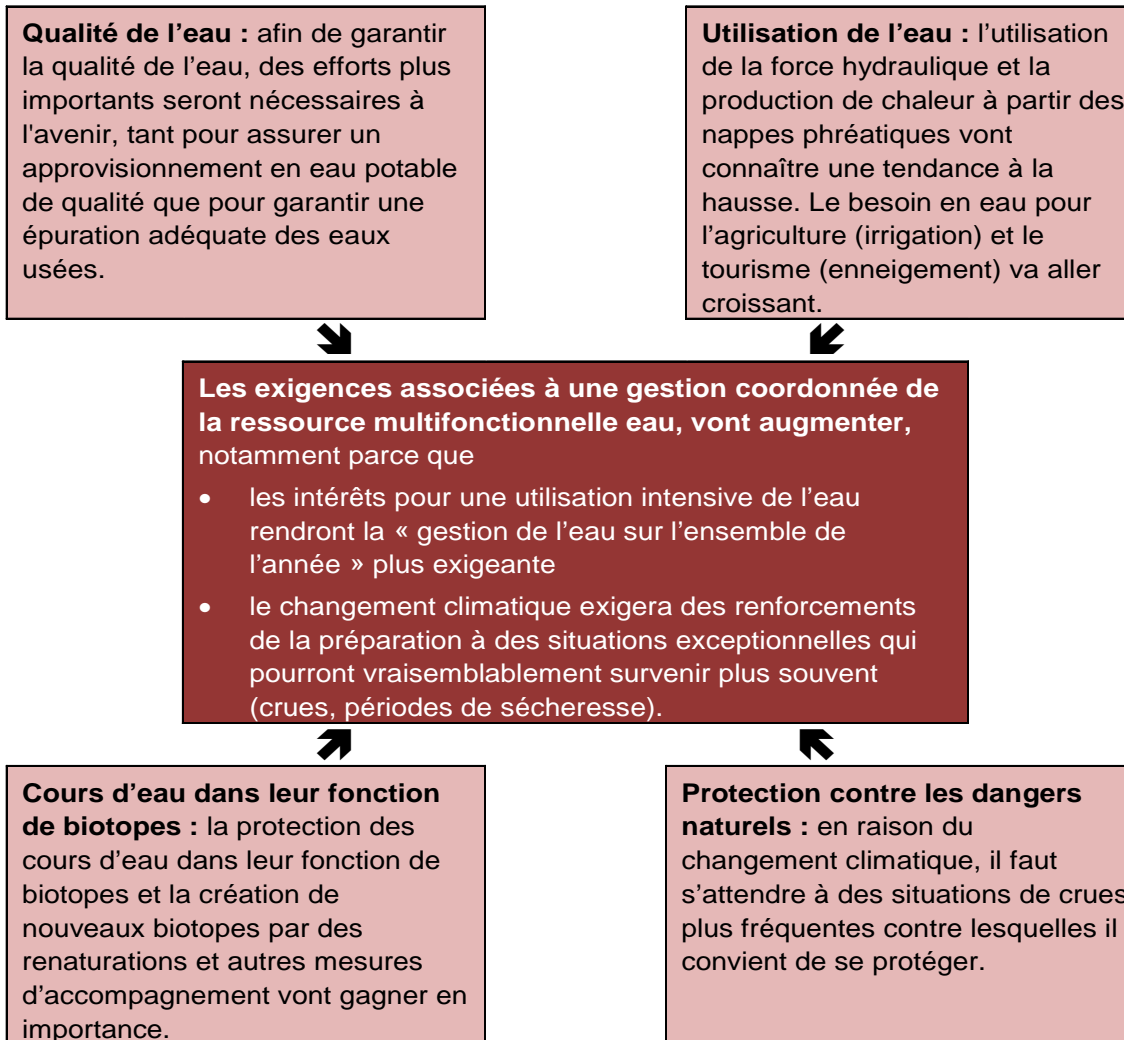 Qualité de l’eau : afin de garantir
la qualité de l’eau, des efforts plus
importants seront nécessaires à
l'avenir, tant pour assurer un
approvisionnement en eau potable
de qualité que pour garantir une
épuration adéquate des eaux
usées.
Utilisation de l’eau : l’utilisation
de la force hydraulique et la
production de chaleur à partir des
nappes phréatiques vont
connaître une tendance à la
hausse. Le besoin en eau pour
l’agriculture (irrigation) et le
tourisme (enneigement) va aller
croissant.
Les exigences associées à une gestion coordonnée de
la ressource multifonctionnelle eau, vont augmenter,
notamment parce que
• les intérêts pour une utilisation intensive de l’eau
rendront la « gestion de l’eau sur l’ensemble de
l’année » plus exigeante
• le changement climatique exigera des renforcements
de la préparation à des situations exceptionnelles qui
pourront vraisemblablement survenir plus souvent
(crues, périodes de sécheresse).
Cours d’eau dans leur fonction
de biotopes : la protection des
cours d’eau dans leur fonction de
biotopes et la création de
nouveaux biotopes par des
renaturations et autres mesures
d’accompagnement vont gagner en
importance.
Protection contre les dangers
naturels : en raison du
changement climatique, il faut
s’attendre à des situations de crues
plus fréquentes contre lesquelles il
convient de se protéger.